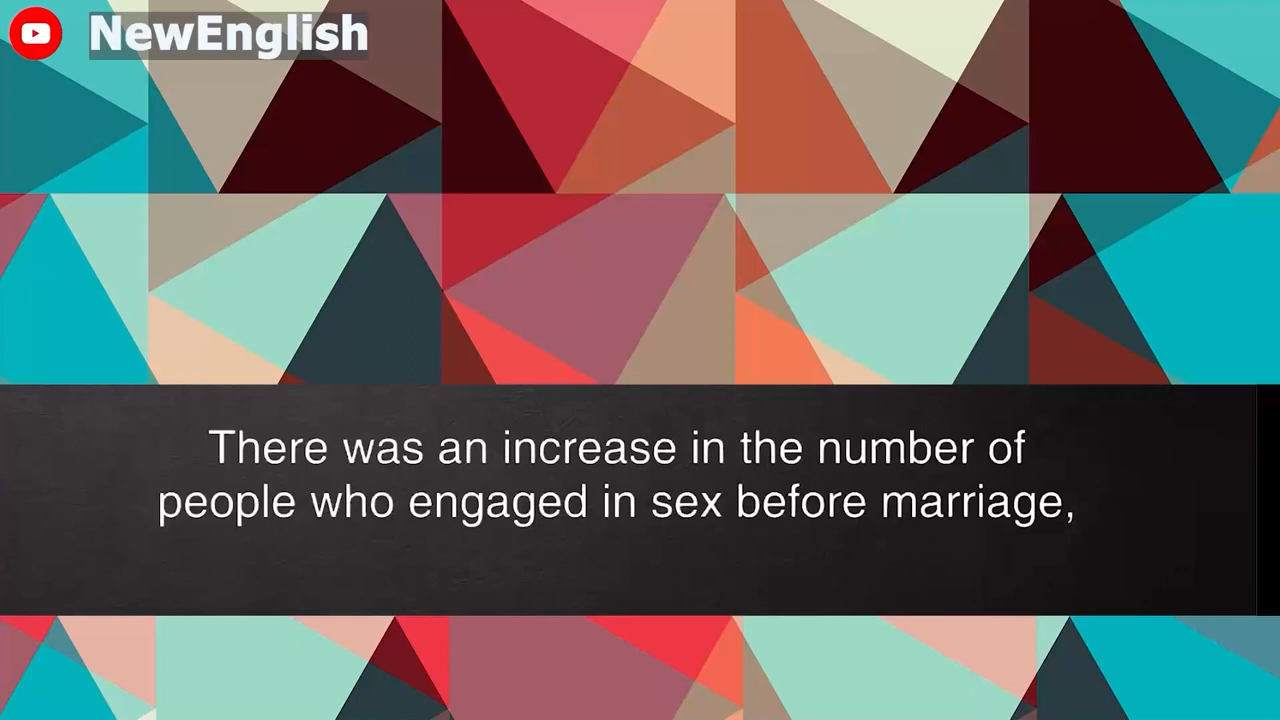 NewEnglish
There was an increase in the number of
people who engaged in sex before marriage,